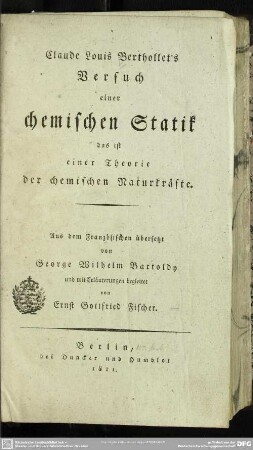 Claude Louis Berthollet's
Versuch
einer
chemischen Statik
das ist
einer Theorie
der chemischen Naturkräfte.
Aus dem Französischen übersetzt
von
George Wilhelm Bartoldy
und mit Erläuterungen begleitet
von
Ernst Gottfried Fischer.
Berlin,
bei Duncker und Humblot
1811.
DFG